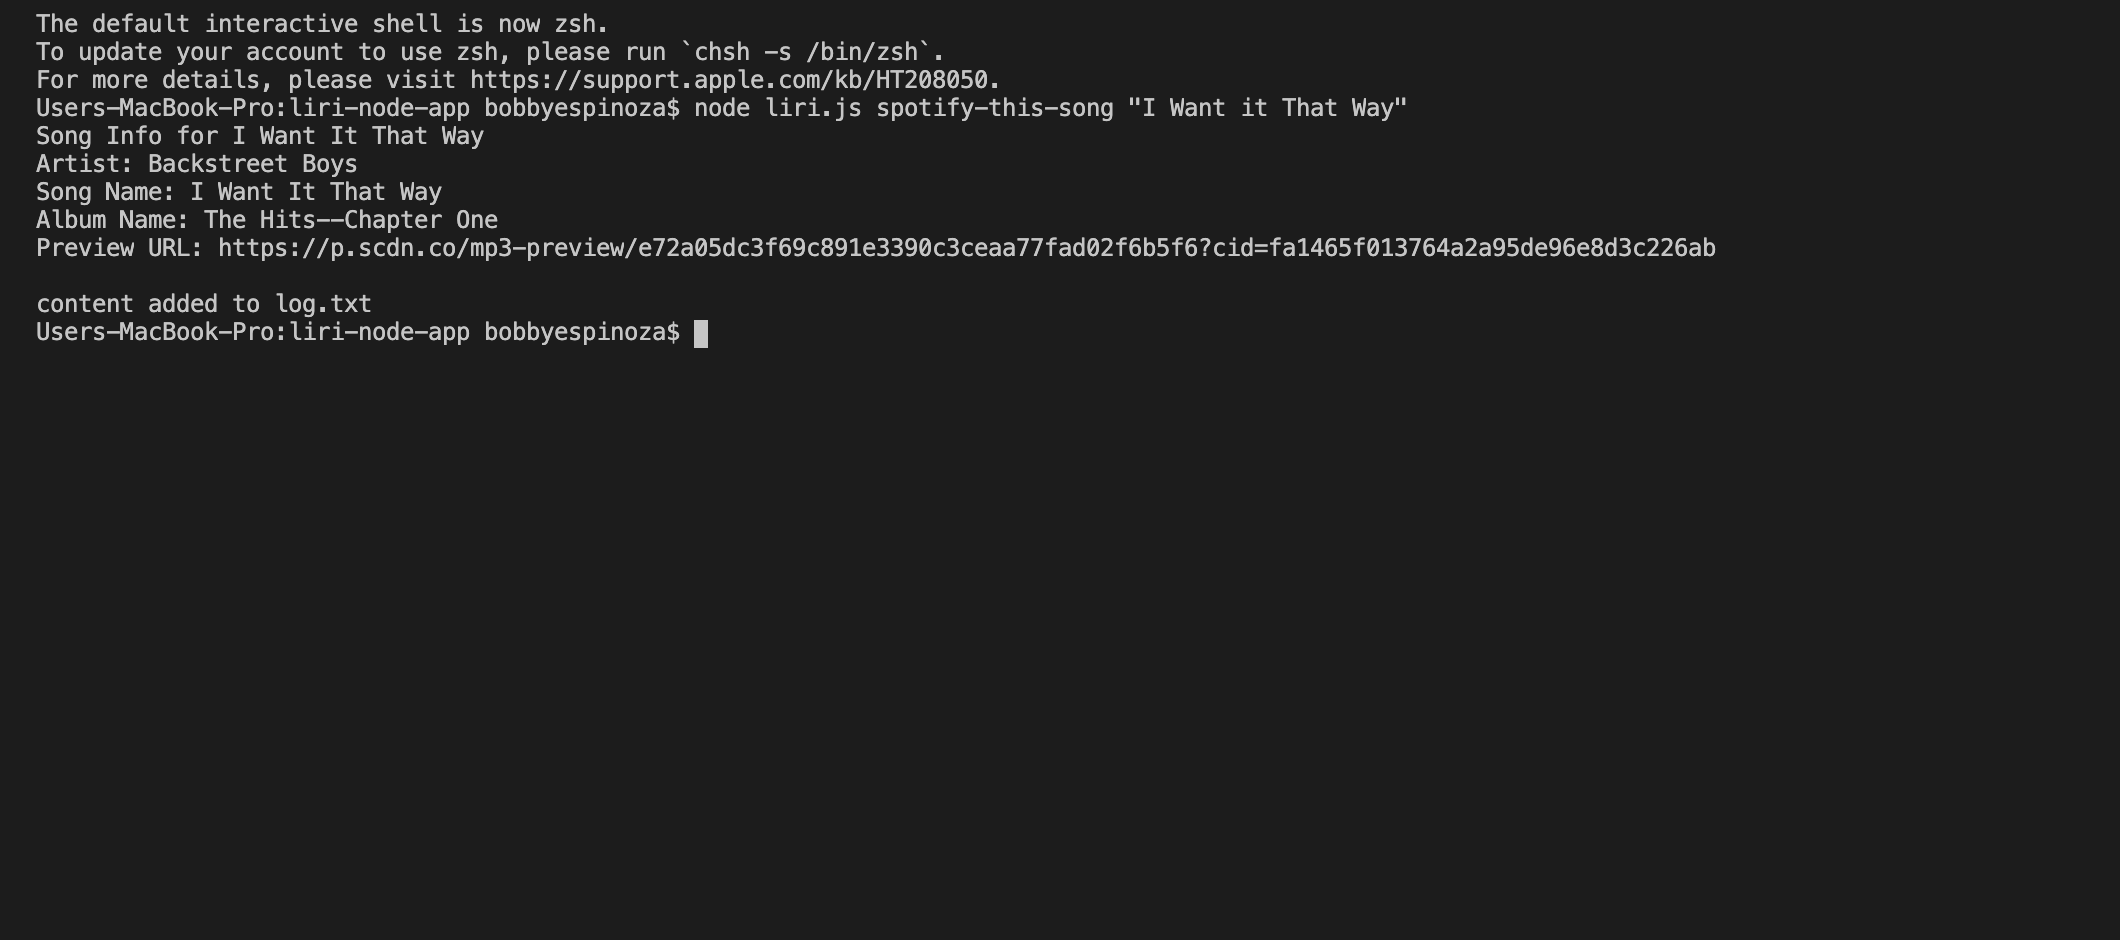 The default interactive shell is now zsh.
To update your account to use zsh, please run `chsh -s /bin/zsh`.
For more details, please visit https://support.apple.com/kb/HT208050.
Users-MacBook-Pro:liri-node-app bobbyespinoza$ node liri.js spotify-this-song "I Want it That Way"
Song Info for I Want It That Way
Artist: Backstreet Boys
Song Name: I Want It That Way
Album Name: The Hits--Chapter One
Preview URL: https://p.scdn.co/mp3-preview/e72a05dc3f69c891e3390c3ceaa77fad02f6b5f6?cid=fa1465f013764a2a95de96e8d3c226ab
content added to log.txt
Users-MacBook-Pro:liri-node-app bobbyespinoza$